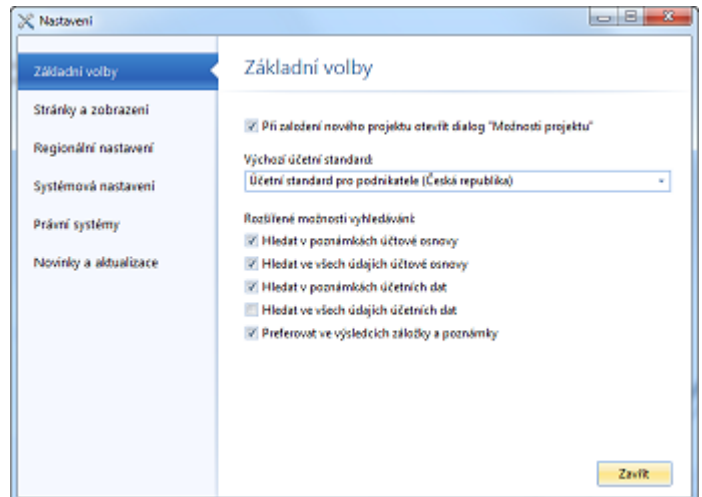 Nastavení
Základní volby
Stránky a zobrazení
Regionální nastavení
Systémová nastavení
Právní systémy
Novinky a aktualizace
Základní volby
Při založení nového projektu otevřít dialog "Možnosti projektu"
Výchozí účetní standard:
Účetní standard pro podnikatele (Česká republika)
Rozšířené možnosti vyhledávání:
Hledat v poznámkách účtové osnovy
Hledat ve všech údajích účtové osnovy
Hledat v poznámkách účetních dat
Hledat ve všech údajích účetních dat
Preferovat ve výsledcích záložky a poznámky
Zavřít